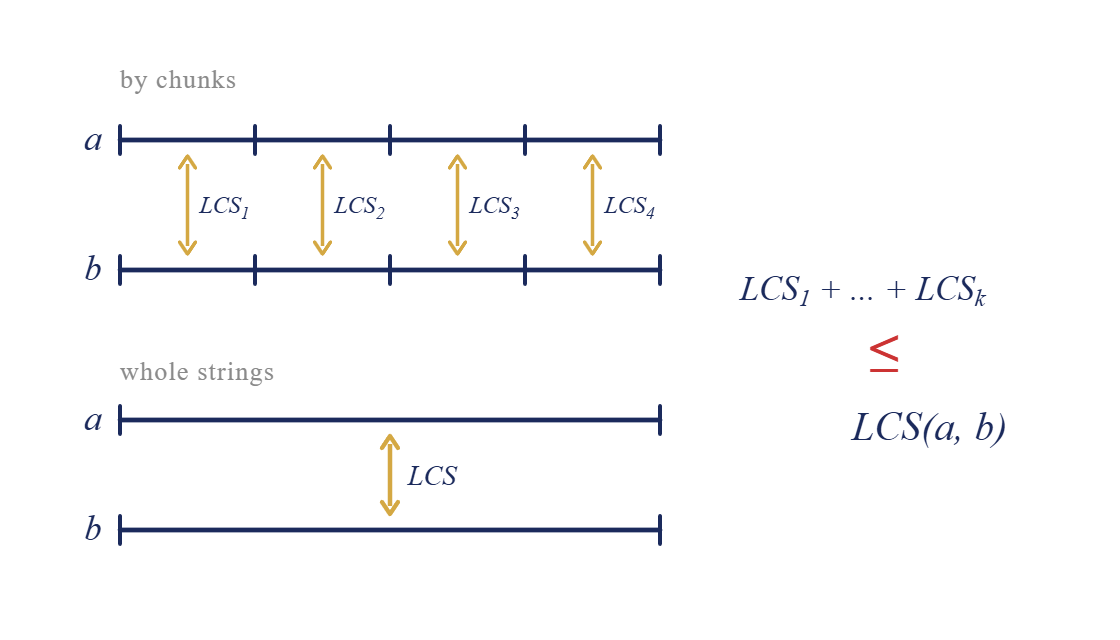 by chunks
a
LCS₁ LCS₂ LCS₃ LCS₄
b
LCS₁ + ... + LCSₖ
≤
whole strings
a
LCS(a, b)
LCS
b